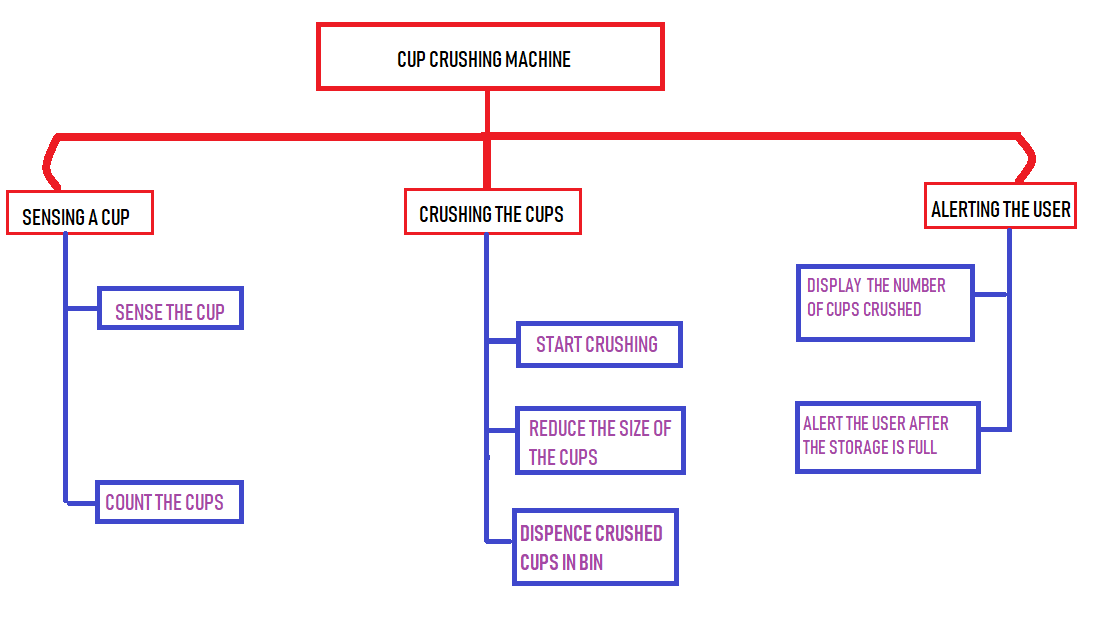 CUP CRUSHING MACHINE
SENSING A CUP
SENSE THE CUP
COUNT THE CUPS
CRUSHING THE CUPS
START CRUSHING
REDUCE THE SIZE OF
THE CUPS
DISPENCE CRUSHED
CUPS IN BIN
ALERTING THE USER
DISPLAY THE NUMBER
OF CUPS CRUSHED
ALERT THE USER AFTER
THE STORAGE IS FULL